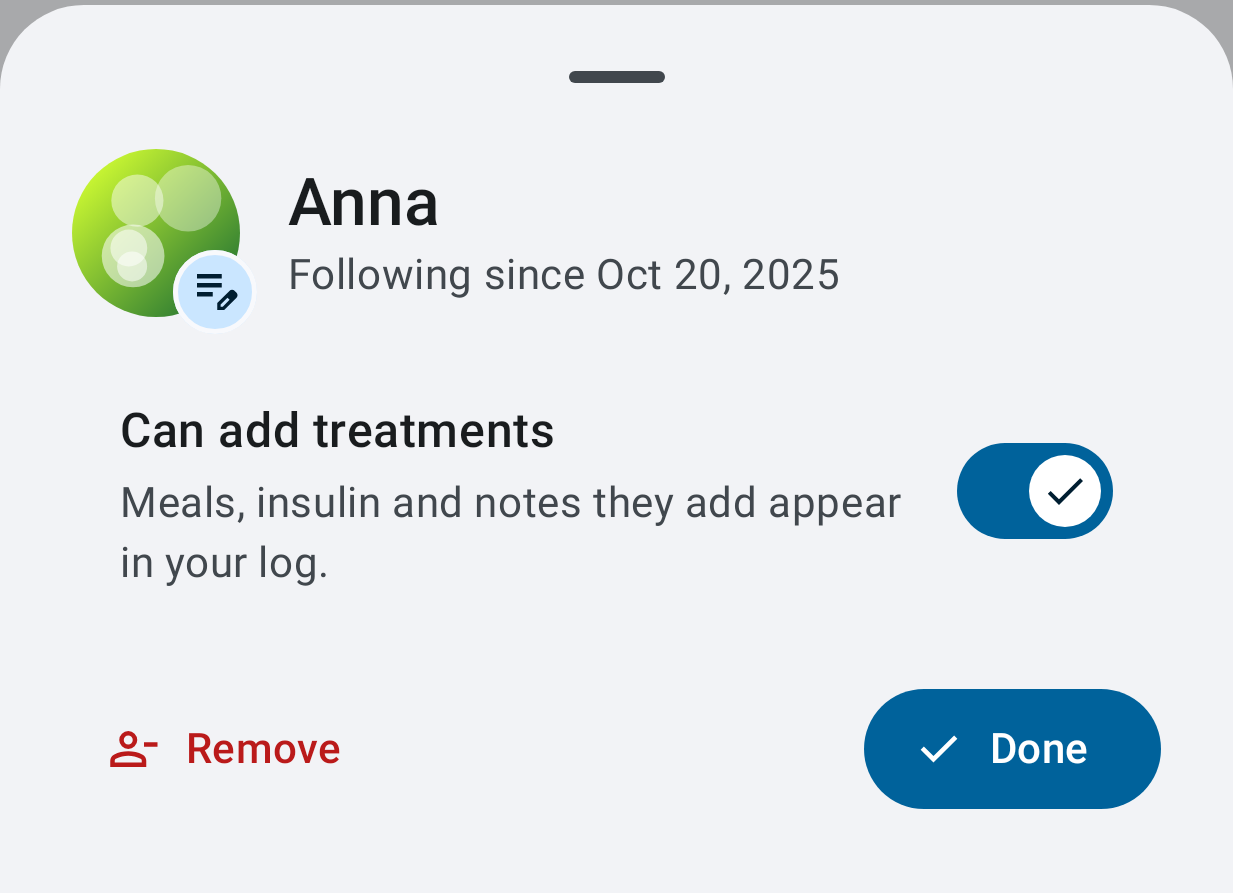 Anna
Following since Oct 20, 2025
Can add treatments
Meals, insulin and notes they add appear
in your log.
Remove
Done